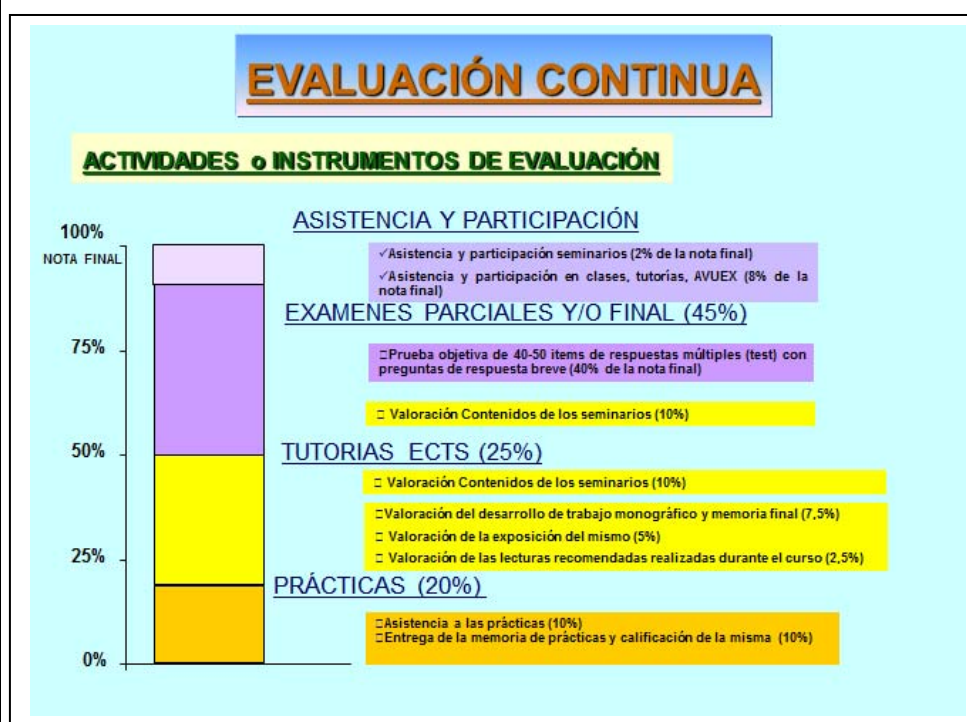 EVALUACIÓN CONTINUA
ACTIVIDADES o INSTRUMENTOS DE EVALUACIÓN
100%
NOTA FINAL
75%
50%
25%
0%
ASISTENCIA Y PARTICIPACIÓN
✓Asistencia y participación seminarios (2% de la nota final)
✓Asistencia y participación en clases, tutorías, AVUEX (8% de la
nota final)
EXAMENES PARCIALES Y/O FINAL (45%)
□Prueba objetiva de 40-50 items de respuestas múltiples (test) con
preguntas de respuesta breve (40% de la nota final)
□ Valoración Contenidos de los seminarios (10%)
TUTORIAS ECTS (25%)
□ Valoración Contenidos de los seminarios (10%)
□Valoración del desarrollo de trabajo monográfico y memoria final (7,5%)
□ Valoración de la exposición del mismo (5%)
□ Valoración de las lecturas recomendadas realizadas durante el curso (2,5%)
PRÁCTICAS (20%)
□Asistencia a las prácticas (10%)
□Entrega de la memoria de prácticas y calificación de la misma (10%)